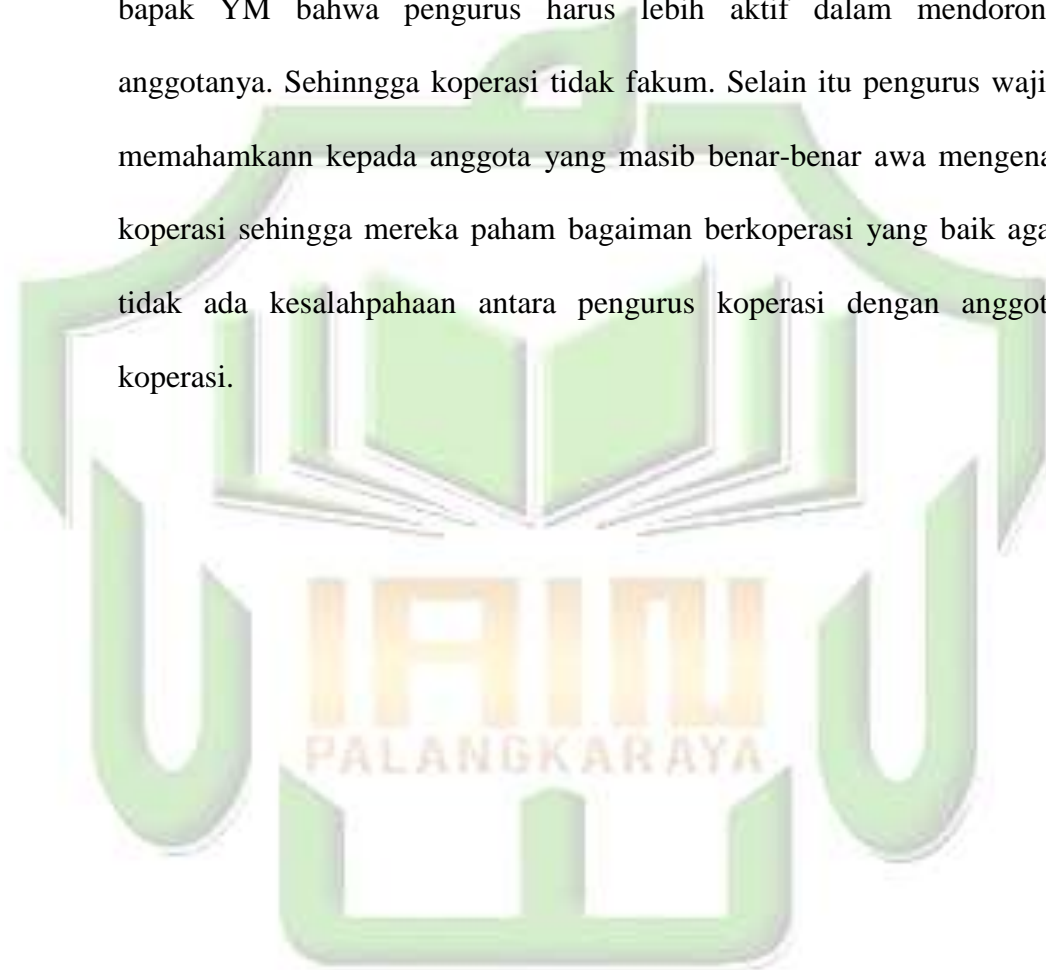 bapak YM bahwa pengurus harus lebih aktif dalam mendoron
anggotanya. Sehinngga koperasi tidak fakum. Selain itu pengurus waji
memahamkann kepada anggota yang masib benar-benar awa mengena
koperasi sehingga mereka paham bagaiman berkoperasi yang baik aga
tidak ada kesalahpahaan antara pengurus koperasi dengan anggot
koperasi.
IAIN
PALANGKARAYA